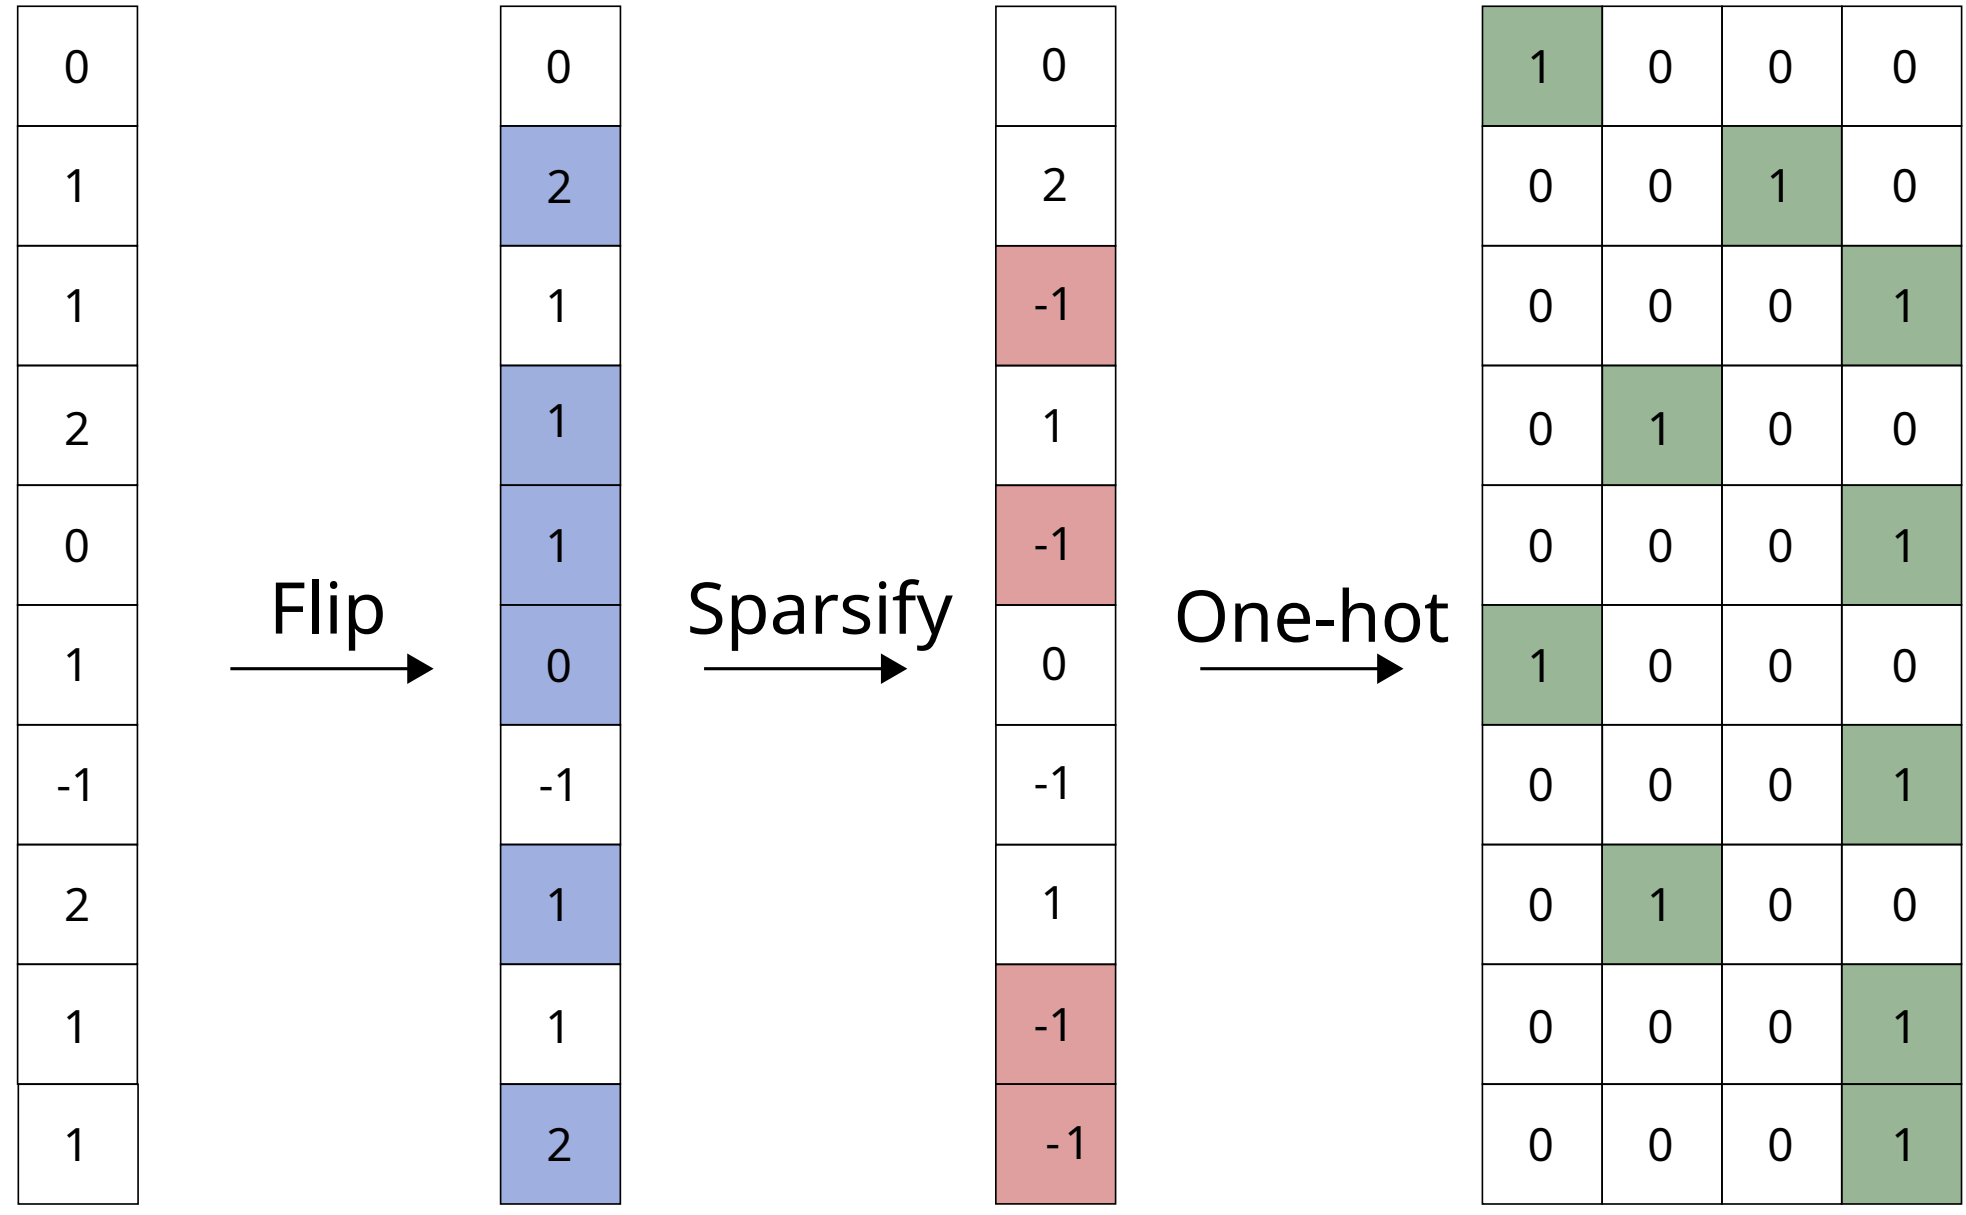 0 0 0 1 0 0 0
1 2 2 0 0 1 0
1 1 -1 0 0 0 1
2 1 1 0 1 0 0
0 1 -1 0 0 0 1
Flip Sparsify One-hot
1 0 0 1 0 0 0
-1 -1 -1 0 0 0 1
2 1 1 0 1 0 0
1 1 -1 0 0 0 1
1 2 -1 0 0 0 1